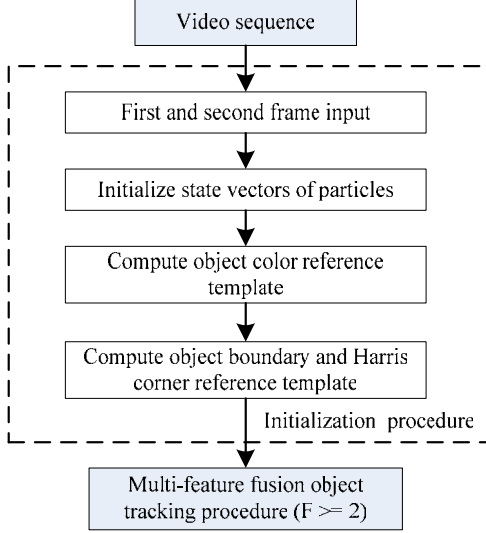 Video sequence
First and second frame input
Initialize state vectors of particles
Compute object color reference
template
Compute object boundary and Harris
corner reference template
Initialization procedure
Multi-feature fusion object
tracking procedure (F >= 2)